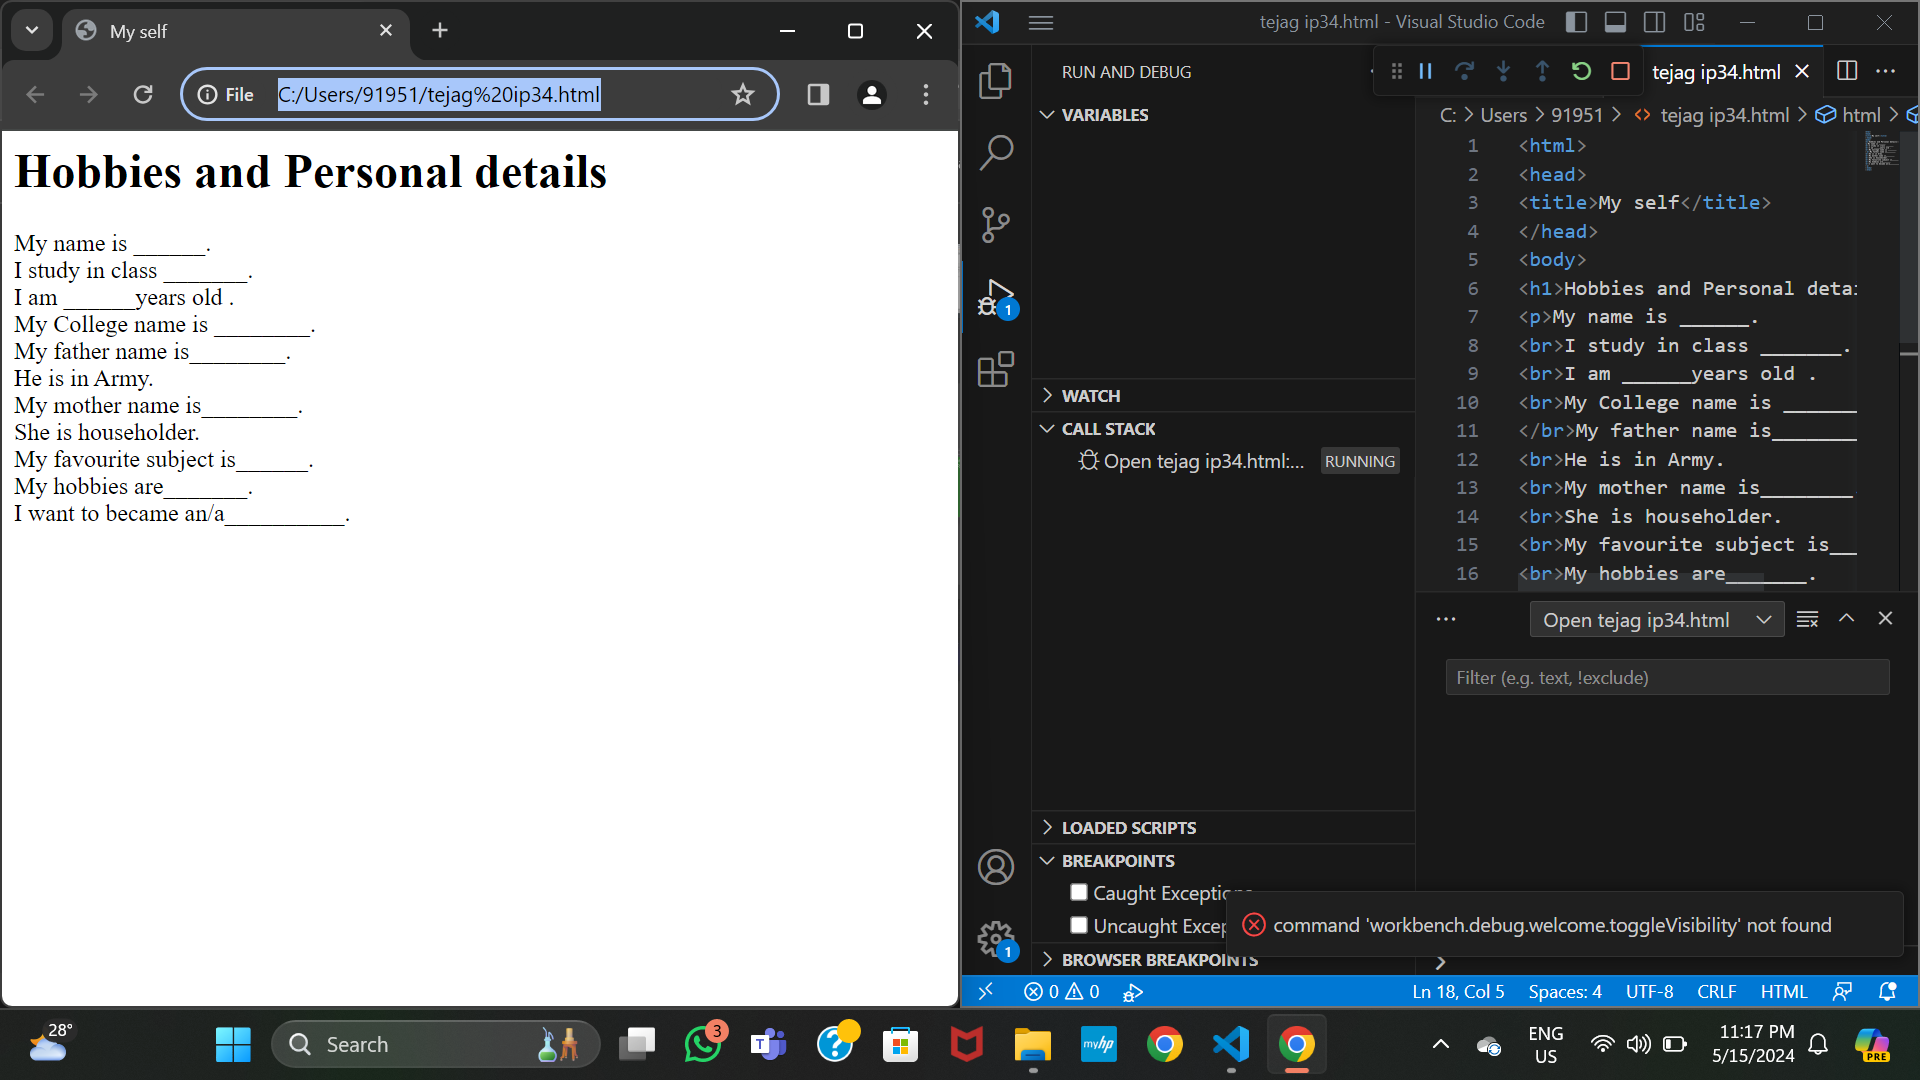 My self
File C:/Users/91951/tejag%20ip34.html
Hobbies and Personal details
My name is ______.
I study in class _______.
I am ______years old .
My College name is ________.
My father name is________.
He is in Army.
My mother name is________.
She is householder.
My favourite subject is______.
My hobbies are_______.
I want to became an/a__________.
tejag ip34.html - Visual Studio Code
RUN AND DEBUG
VARIABLES
WATCH
CALL STACK
Open tejag ip34.html:... RUNNING
LOADED SCRIPTS
BREAKPOINTS
Caught Exceptions
Uncaught Excep
BROWSER BREAKPOINTS
1
1
tejag ip34.html
C: > Users > 91951 > <> tejag ip34.html > html >
1 <html>
2 <head>
3 <title>My self</title>
4 </head>
5 <body>
6 <h1>Hobbies and Personal detai
7 <p>My name is ______.
8 <br>I study in class _______.
9 <br>I am ______years old .
10 <br>My College name is _______
11 </br>My father name is________
12 <br>He is in Army.
13 <br>My mother name is________.
14 <br>She is householder.
15 <br>My favourite subject is___
16 <br>My hobbies are_______.
Open tejag ip34.html
Filter (e.g. text, !exclude)
command 'workbench.debug.welcome.toggleVisibility' not found
0 0
Ln 18, Col 5 Spaces: 4 UTF-8 CRLF HTML
28°
Search
3
myhp
ENG
US
11:17 PM
5/15/2024
PRE